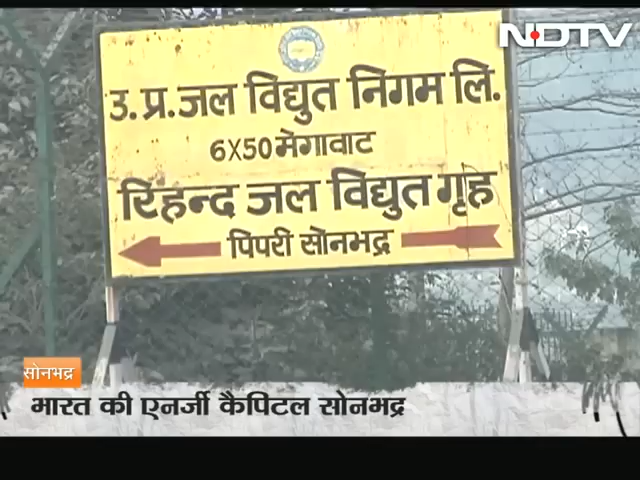 NDTV
उ.प्र.जल विद्युत निगम लि.
6X50 मेगावाट
रिहन्द जल विद्युत गृह
पिपरी सोनभद्र
सोनभद्र
भारत की एनर्जी कैपिटल सोनभद्र